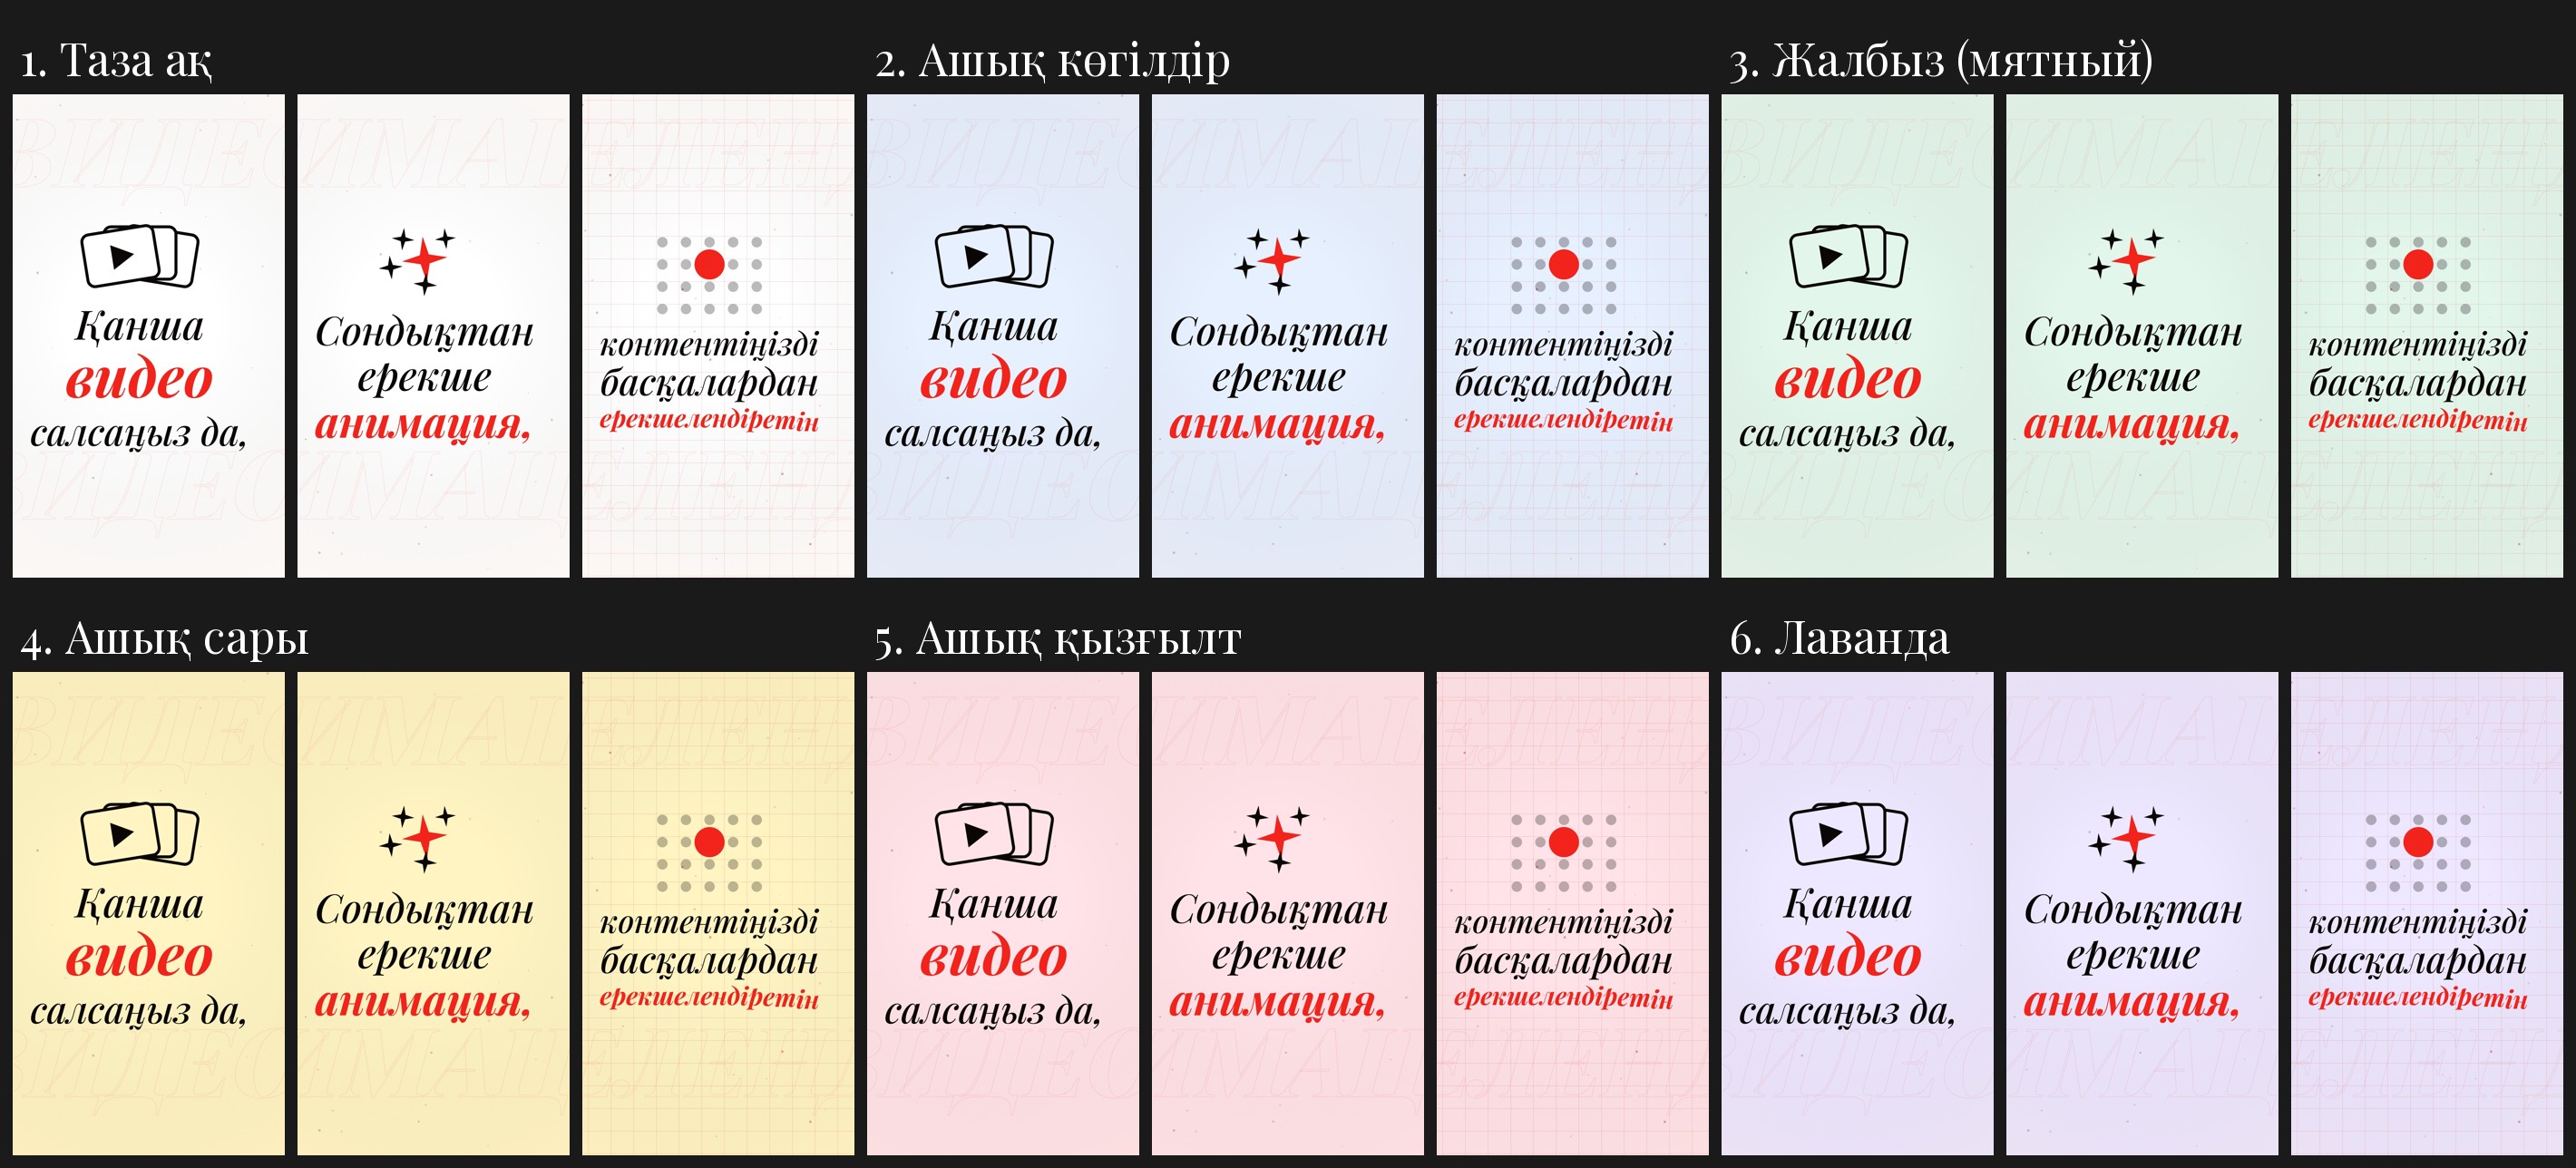 1. Таза ақ
Қанша
видео
салсаңыз да,
Сондықтан
ерекше
анимация,
контентіңізді
басқалардан
ерекшелендіретін
2. Ашық көгілдір
Қанша
видео
салсаңыз да,
Сондықтан
ерекше
анимация,
контентіңізді
басқалардан
ерекшелендіретін
3. Жалбыз (мятный)
Қанша
видео
салсаңыз да,
Сондықтан
ерекше
анимация,
контентіңізді
басқалардан
ерекшелендіретін
4. Ашық сары
Қанша
видео
салсаңыз да,
Сондықтан
ерекше
анимация,
контентіңізді
басқалардан
ерекшелендіретін
5. Ашық қызғылт
Қанша
видео
салсаңыз да,
Сондықтан
ерекше
анимация,
контентіңізді
басқалардан
ерекшелендіретін
6. Лаванда
Қанша
видео
салсаңыз да,
Сондықтан
ерекше
анимация,
контентіңізді
басқалардан
ерекшелендіретін